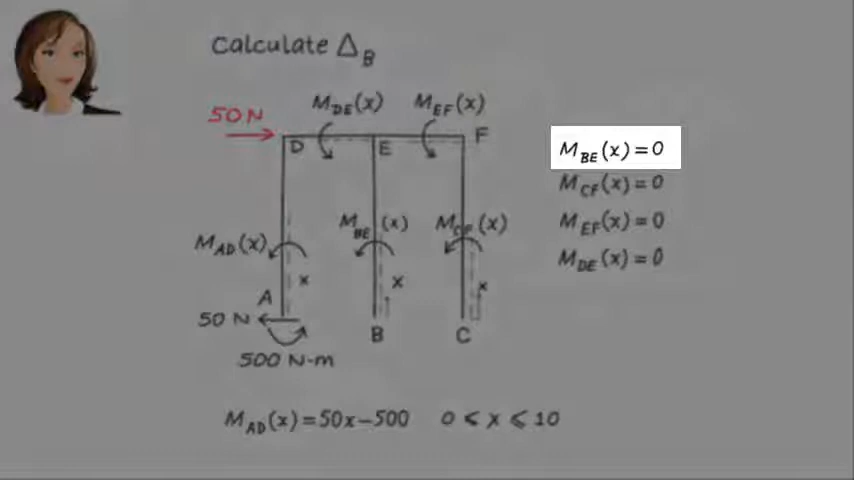 Calculate Δ_B
50 N
M_DE(x)
M_EF(x)
D
E
F
M_BE(x) = 0
M_CF(x) = 0
M_EF(x) = 0
M_DE(x) = 0
M_AD(x)
M_BE(x)
M_CF(x)
x
x
x
A
B
C
50 N
500 N-m
M_AD(x) = 50x - 500 0 < x ⩽ 10